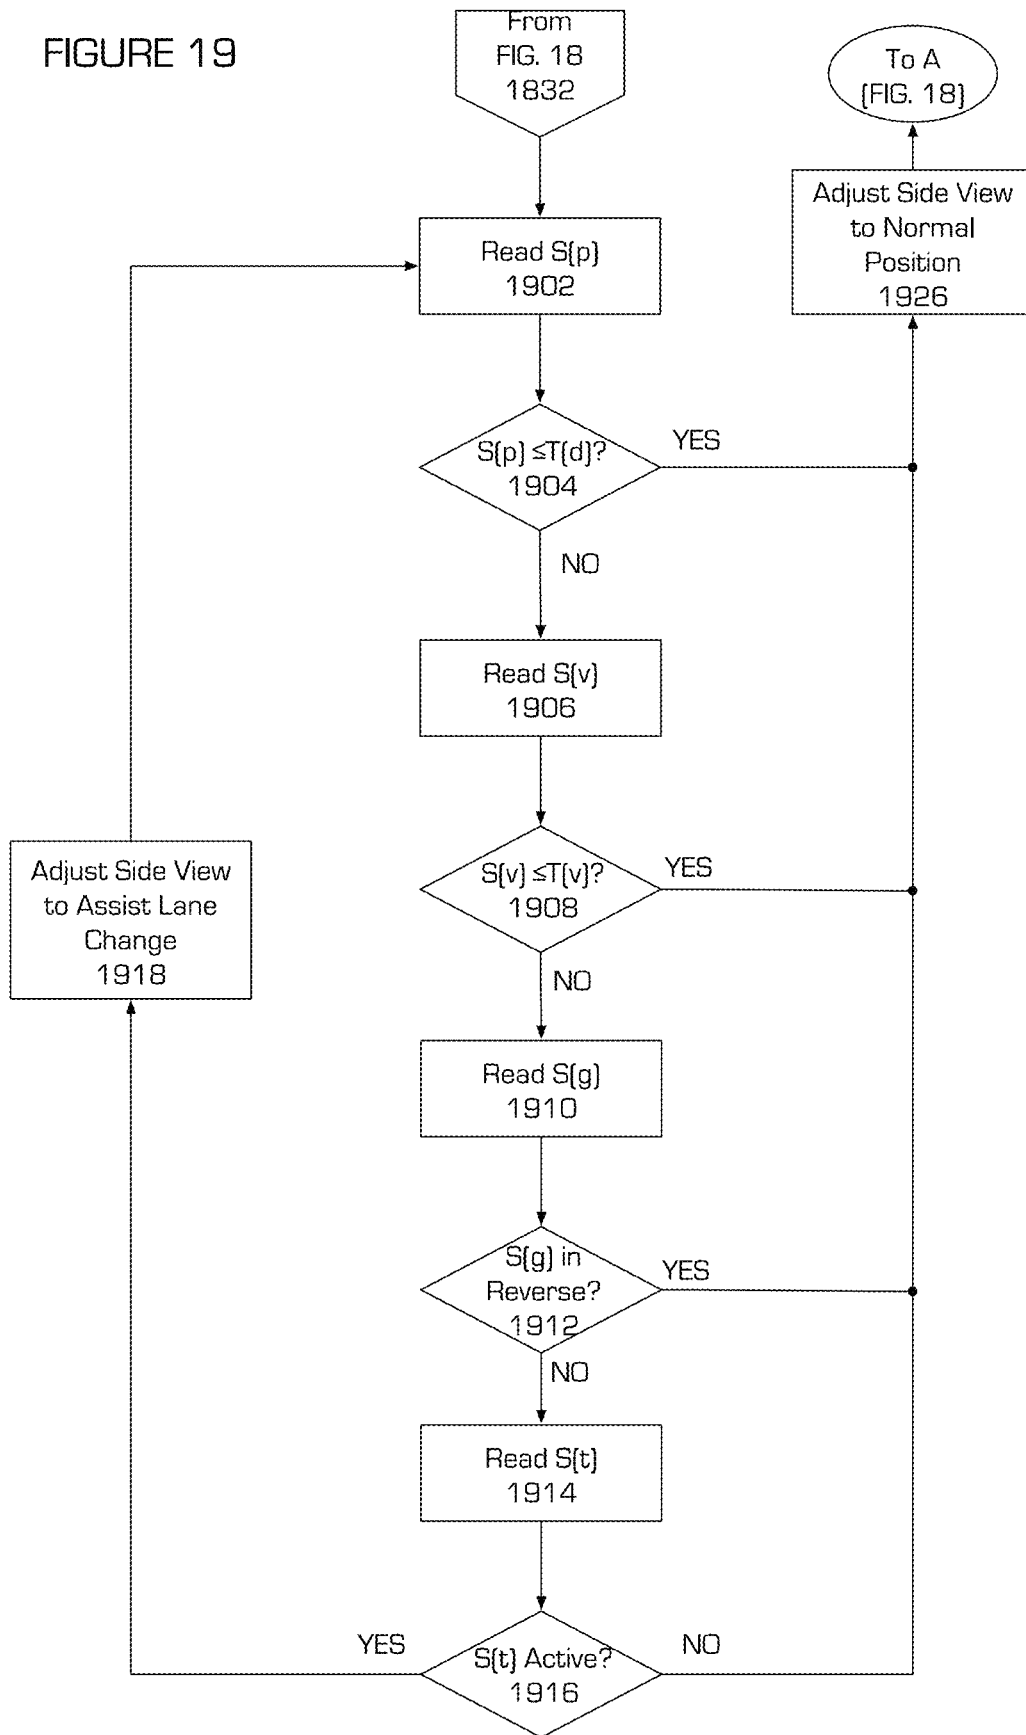 FIGURE 19
From
FIG. 18
1832
To A
(FIG. 18)
Adjust Side View
to Normal
Position
1926
Read S(p)
1902
S(p) ≤T(d)?
1904
YES
NO
Read S(v)
1906
S(v) ≤T(v)?
1908
YES
NO
Adjust Side View
to Assist Lane
Change
1918
Read S(g)
1910
S(g) in
Reverse?
1912
YES
NO
Read S(t)
1914
YES
S(t) Active?
1916
NO